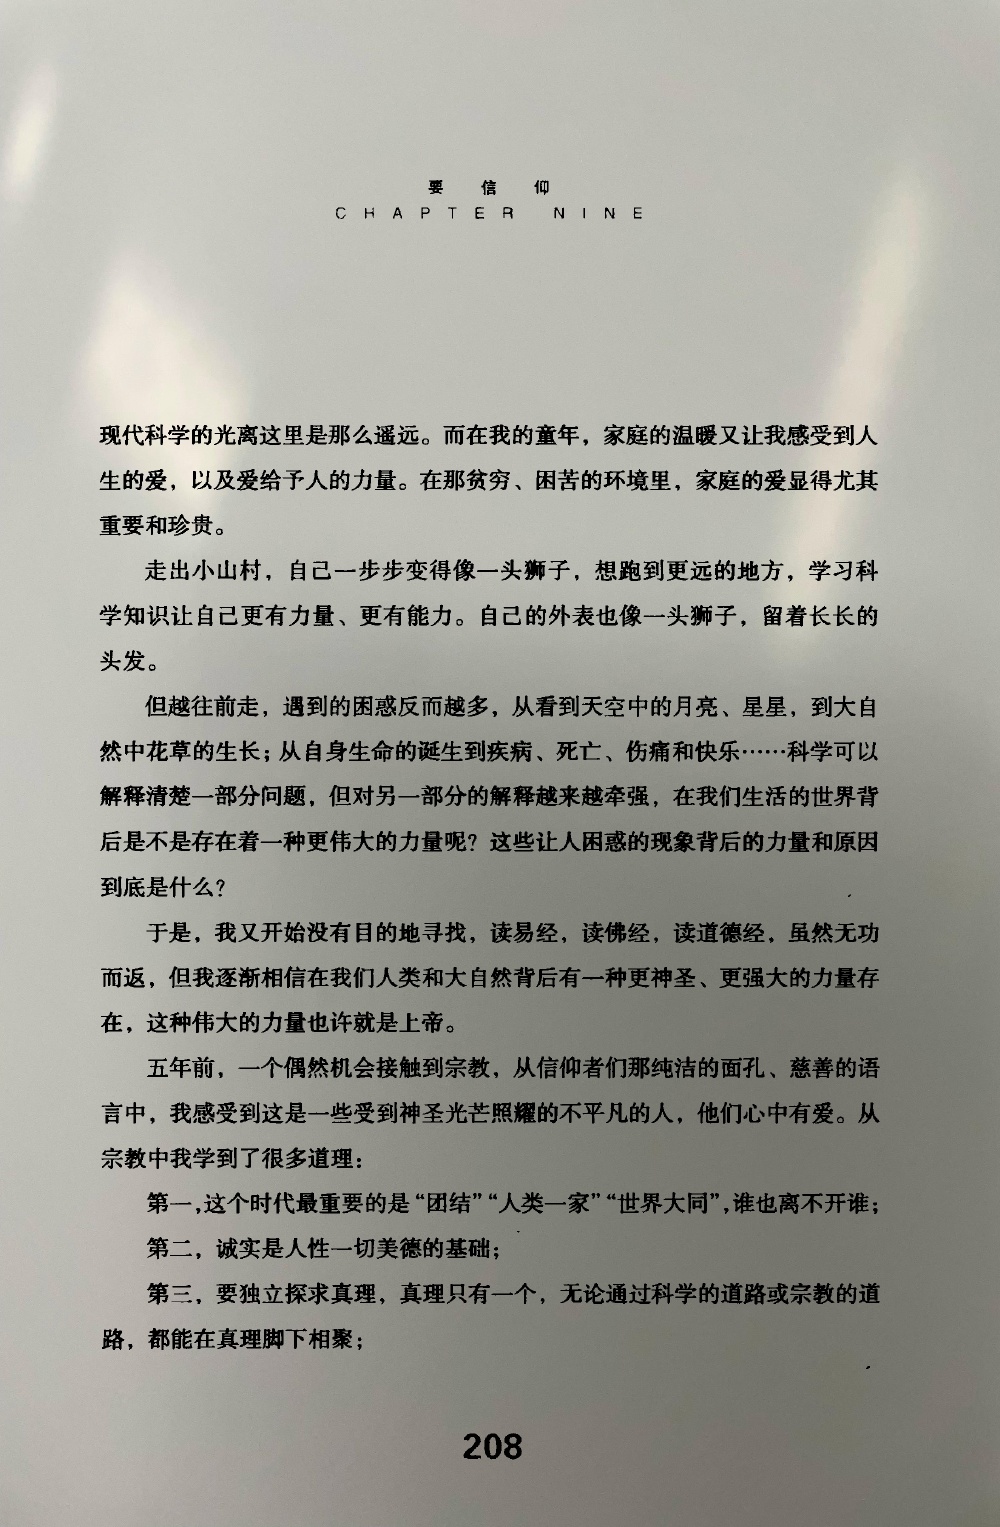 要信仰
CHAPTER NINE
现代科学的光离这里是那么遥远。而在我的童年，家庭的温暖又让我感受到人
生的爱，以及爱给予人的力量。在那贫穷、困苦的环境里，家庭的爱显得尤其
重要和珍贵。
走出小山村，自己一步步变得像一头狮子，想跑到更远的地方，学习科
学知识让自己更有力量、更有能力。自己的外表也像一头狮子，留着长长的
头发。
但越往前走，遇到的困惑反而越多，从看到天空中的月亮、星星，到大自
然中花草的生长；从自身生命的诞生到疾病、死亡、伤痛和快乐……科学可以
解释清楚一部分问题，但对另一部分的解释越来越牵强，在我们生活的世界背
后是不是存在着一种更伟大的力量呢？这些让人困惑的现象背后的力量和原因
到底是什么？
于是，我又开始没有目的地寻找，读易经，读佛经，读道德经，虽然无功
而返，但我逐渐相信在我们人类和大自然背后有一种更神圣、更强大的力量存
在，这种伟大的力量也许就是上帝。
五年前，一个偶然机会接触到宗教，从信仰者们那纯洁的面孔、慈善的语
言中，我感受到这是一些受到神圣光芒照耀的不平凡的人，他们心中有爱。从
宗教中我学到了很多道理：
第一，这个时代最重要的是“团结”“人类一家”“世界大同”，谁也离不开谁；
第二，诚实是人性一切美德的基础；
第三，要独立探求真理，真理只有一个，无论通过科学的道路或宗教的道
路，都能在真理脚下相聚；
208